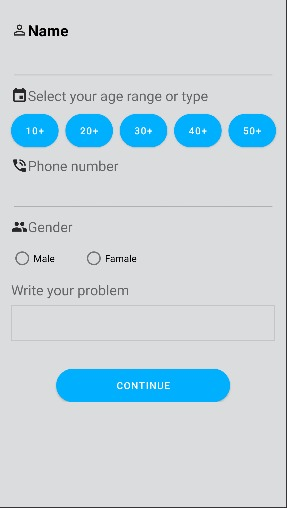 Name
Select your age range or type
10+ 20+ 30+ 40+ 50+
Phone number
Gender
Male Famale
Write your problem
CONTINUE